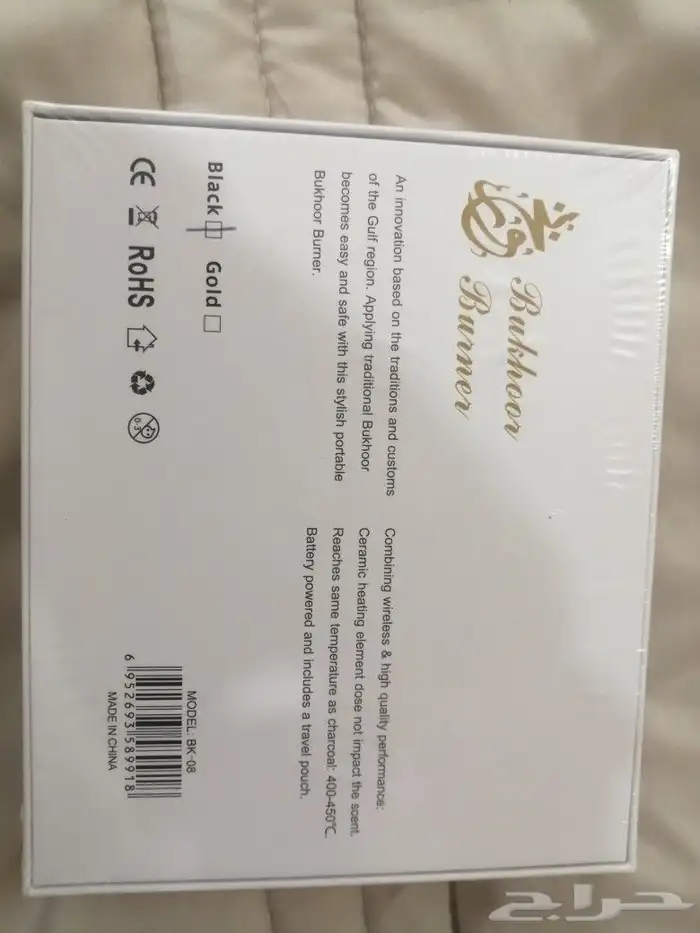 Bukhoor
Burner
An innovation based on the traditions and customs
of the Gulf region. Applying traditional Bukhoor
becomes easy and safe with this stylish portable
Bukhoor Burner.
Combining wireless & high quality performance:
Ceramic heating element dose not impact the scent.
Reaches same temperature as charcoal: 400-450℃.
Battery powered and includes a travel pouch.
Black Gold
CE RoHS 0-3
MODEL: BK-08
6 952693 589918
MADE IN CHINA
حراج